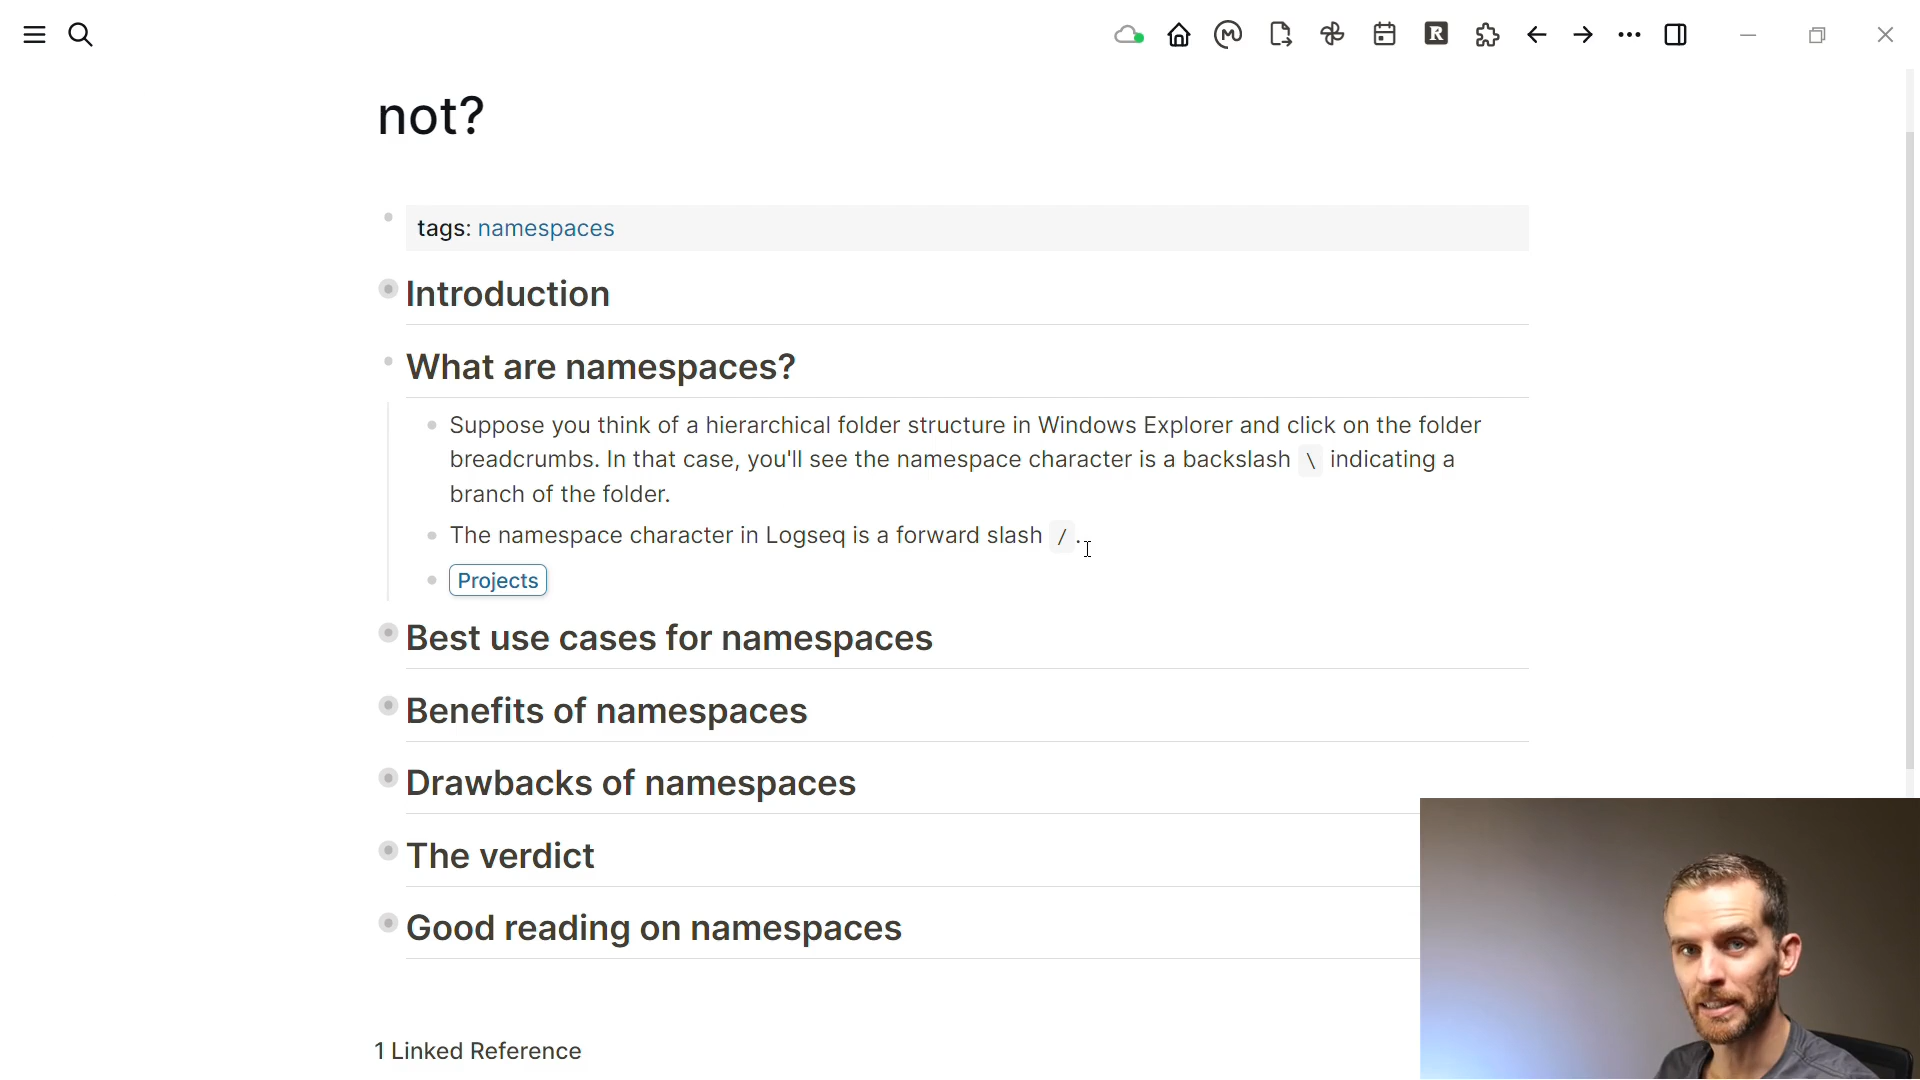 not?
tags: namespaces
Introduction
What are namespaces?
Suppose you think of a hierarchical folder structure in Windows Explorer and click on the folder
breadcrumbs. In that case, you'll see the namespace character is a backslash \ indicating a
branch of the folder.
The namespace character in Logseq is a forward slash / .
Projects
Best use cases for namespaces
Benefits of namespaces
Drawbacks of namespaces
The verdict
Good reading on namespaces
1 Linked Reference